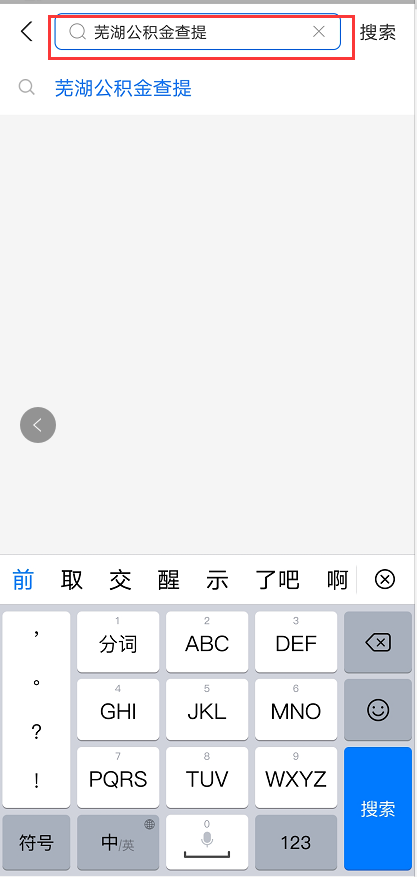 芜湖公积金查提 搜索
芜湖公积金查提
前 取 交 醒 示 了吧 啊
1 2 3
， 分词 ABC DEF
。
4 5 6
GHI JKL MNO
？
7 8 9
！ PQRS TUV WXYZ
搜索
0
符号 中/英 123